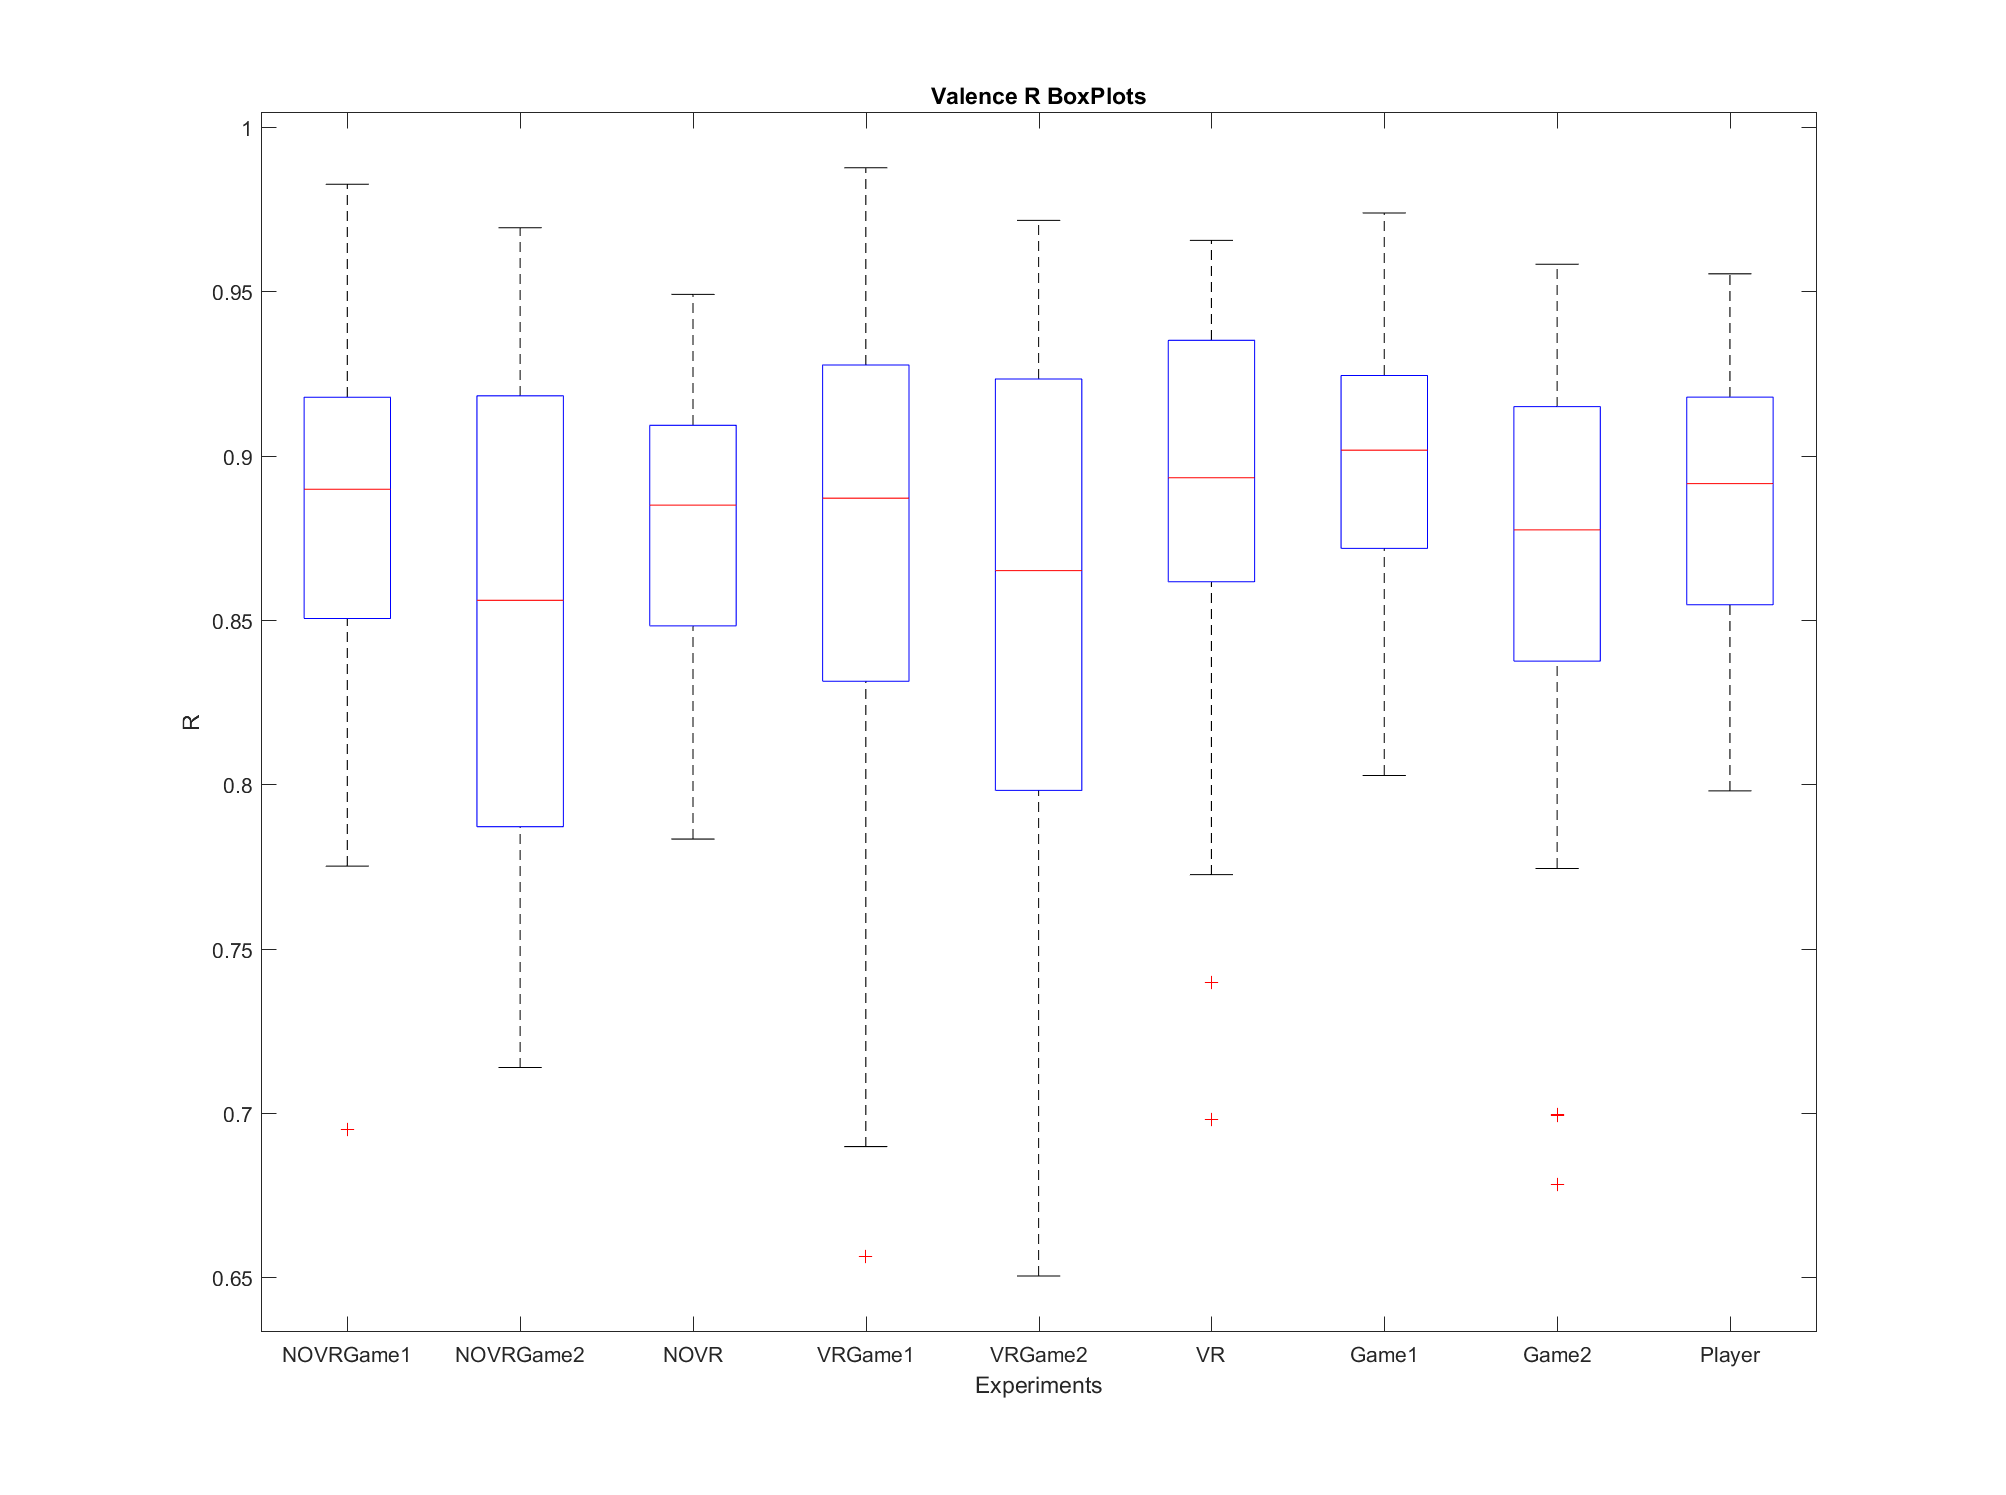 Valence R BoxPlots
1
0.95
0.9
0.85
0.8
0.75
0.7
0.65
R
NOVRGame1 NOVRGame2 NOVR VRGame1 VRGame2 VR Game1 Game2 Player
Experiments